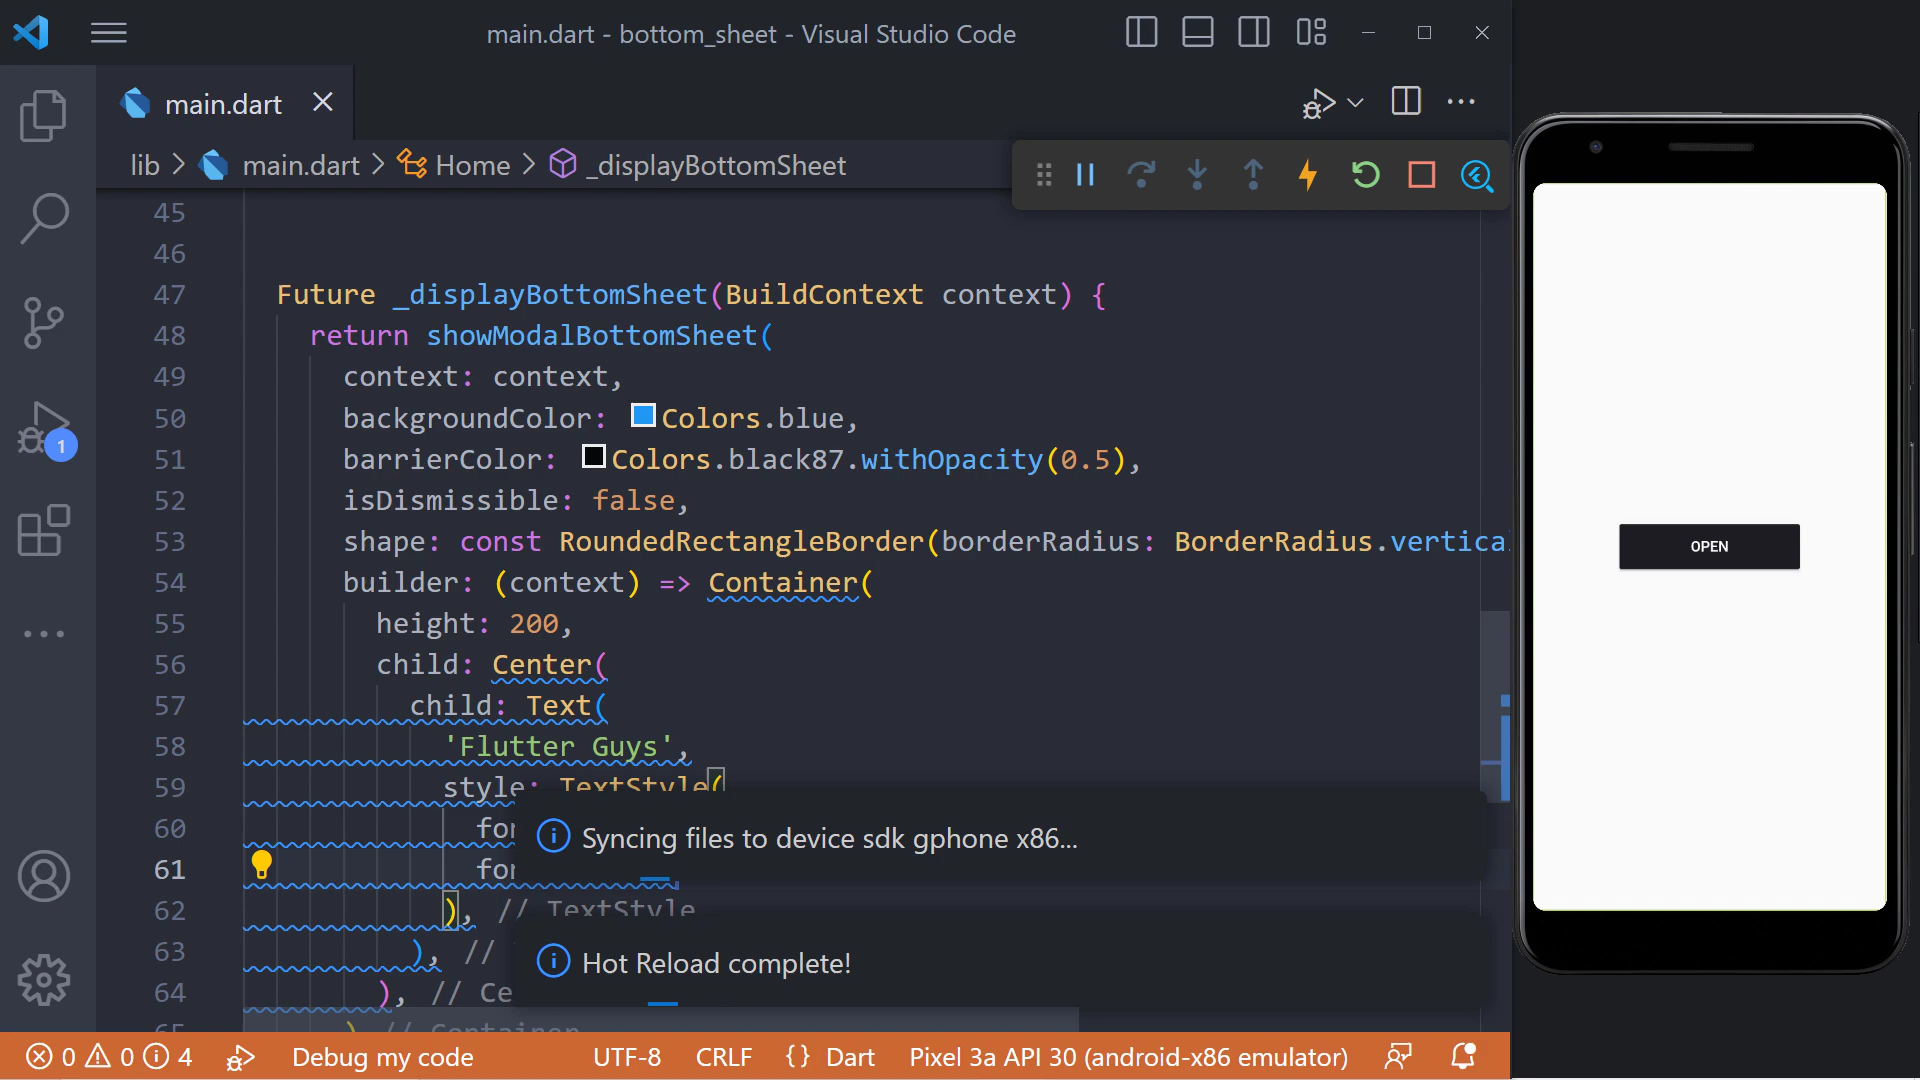 main.dart - bottom_sheet - Visual Studio Code
main.dart
lib > main.dart > Home > _displayBottomSheet
45
46
47 Future _displayBottomSheet(BuildContext context) {
48 return showModalBottomSheet(
49 context: context,
50 backgroundColor: Colors.blue,
51 barrierColor: Colors.black87.withOpacity(0.5),
52 isDismissible: false,
53 shape: const RoundedRectangleBorder(borderRadius: BorderRadius.vertica
54 builder: (context) => Container(
55 height: 200,
56 child: Center(
57 child: Text(
58 'Flutter Guys',
59 style: TextStyle(
60 for
61 for
62 ), // TextStyle
63 ), //
64 ), // Ce
65 ) // Container
Syncing files to device sdk gphone x86...
Hot Reload complete!
1
OPEN
0 0 4 Debug my code UTF-8 CRLF {} Dart Pixel 3a API 30 (android-x86 emulator)